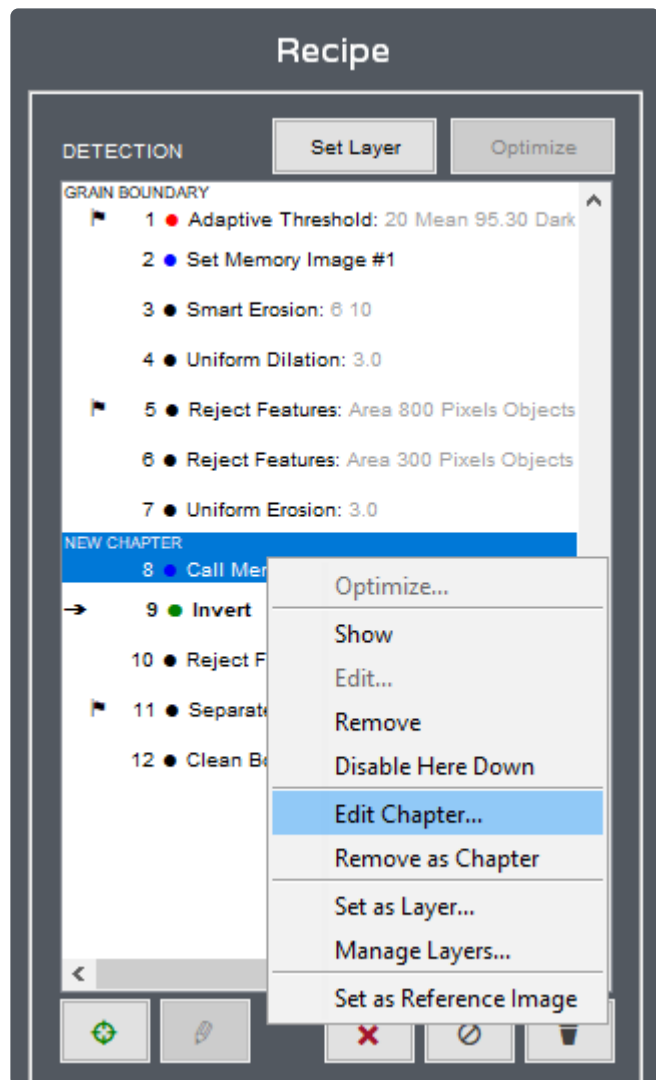 Recipe
DETECTION
Set Layer
Optimize
GRAIN BOUNDARY
1 Adaptive Threshold: 20 Mean 95.30 Dark
2 Set Memory Image #1
3 Smart Erosion: 6 10
4 Uniform Dilation: 3.0
5 Reject Features: Area 800 Pixels Objects
6 Reject Features: Area 300 Pixels Objects
7 Uniform Erosion: 3.0
NEW CHAPTER
8 Call Mer
9 Invert
10 Reject F
11 Separate
12 Clean Bo
Optimize...
Show
Edit...
Remove
Disable Here Down
Edit Chapter...
Remove as Chapter
Set as Layer...
Manage Layers...
Set as Reference Image